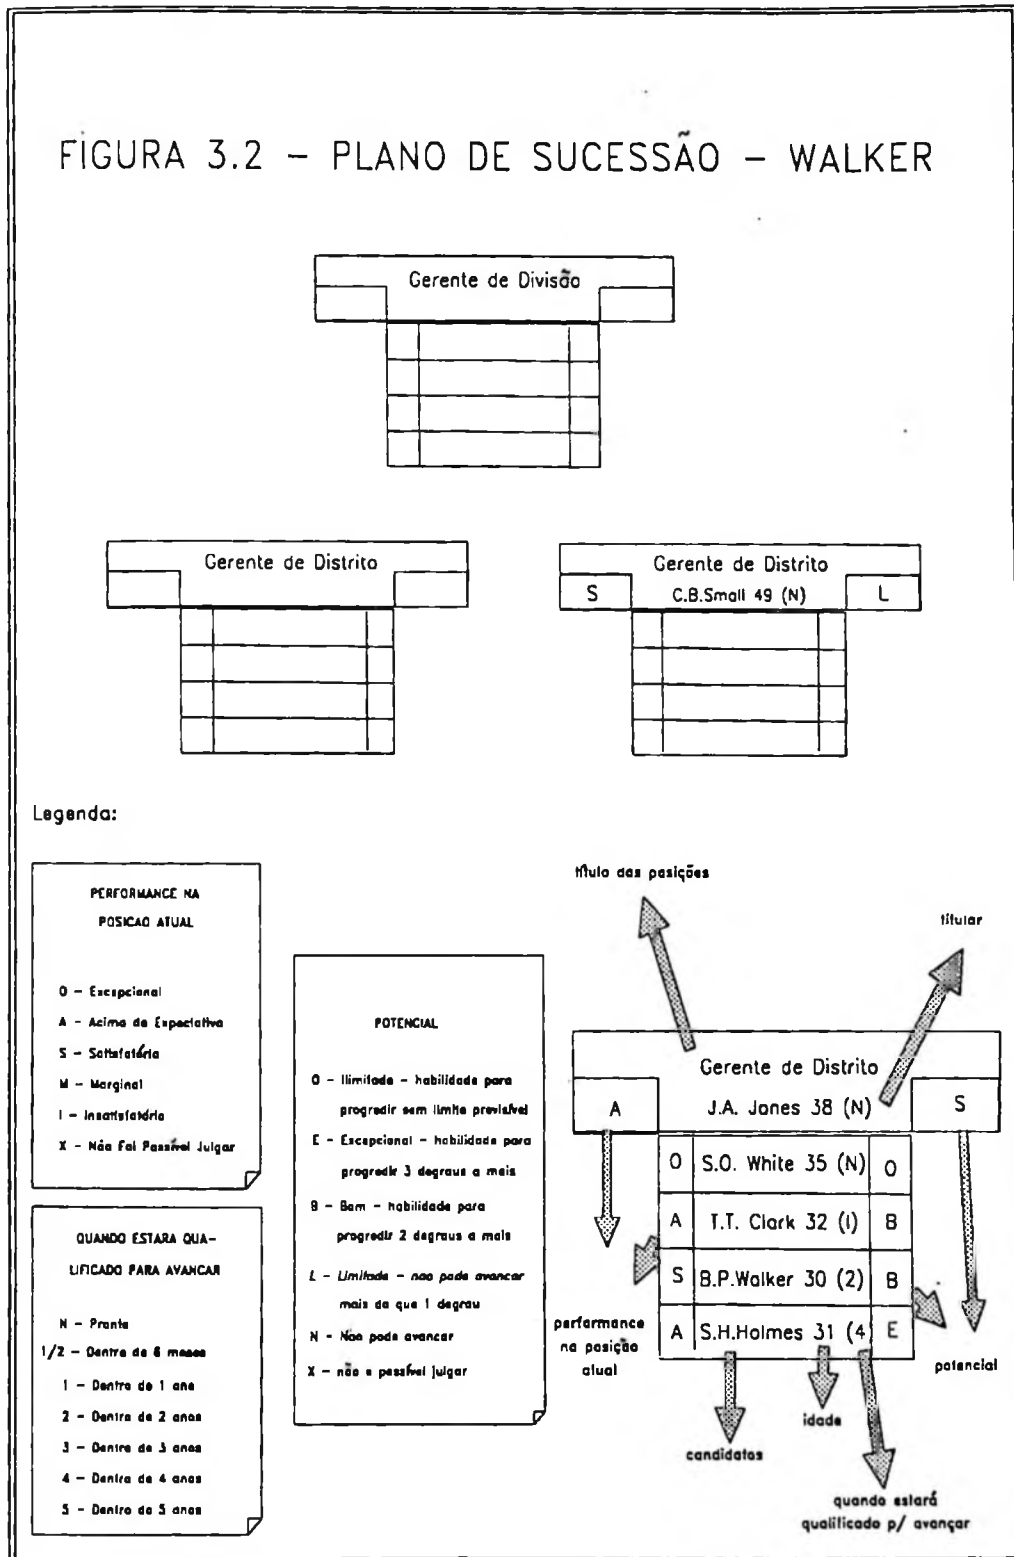 FIGURA 3.2 – PLANO DE SUCESSÃO – WALKER
Gerente de Divisão
Gerente de Distrito
Gerente de Distrito
S C.B.Small 49 (N) L
Legenda:
PERFORMANCE NA
POSICAO ATUAL
O – Excepcional
A – Acima da Expectativa
S – Satisfatória
M – Marginal
I – Insatisfatória
X – Não Foi Possível Julgar
QUANDO ESTARA QUA–
LIFICADO PARA AVANCAR
N – Pronto
1/2 – Dentro de 6 meses
1 – Dentro de 1 ano
2 – Dentro de 2 anos
3 – Dentro de 3 anos
4 – Dentro de 4 anos
5 – Dentro de 5 anos
POTENCIAL
O – Ilimitado – habilidade para
progredir sem limite previsível
E – Excepcional – habilidade para
progredir 3 degraus a mais
B – Bom – habilidade para
progredir 2 degraus a mais
L – Limitado – nao pode avancar
mais do que 1 degrau
N – Nao pode avancar
X – não e possível julgar
título das posições
titular
Gerente de Distrito
A J.A. Jones 38 (N) S
O S.O. White 35 (N) O
A T.T. Clark 32 (1) B
S B.P.Walker 30 (2) B
A S.H.Holmes 31 (4 E
performance
na posição
atual
potencial
idade
candidatos
quando estará
qualificado p/ avançar